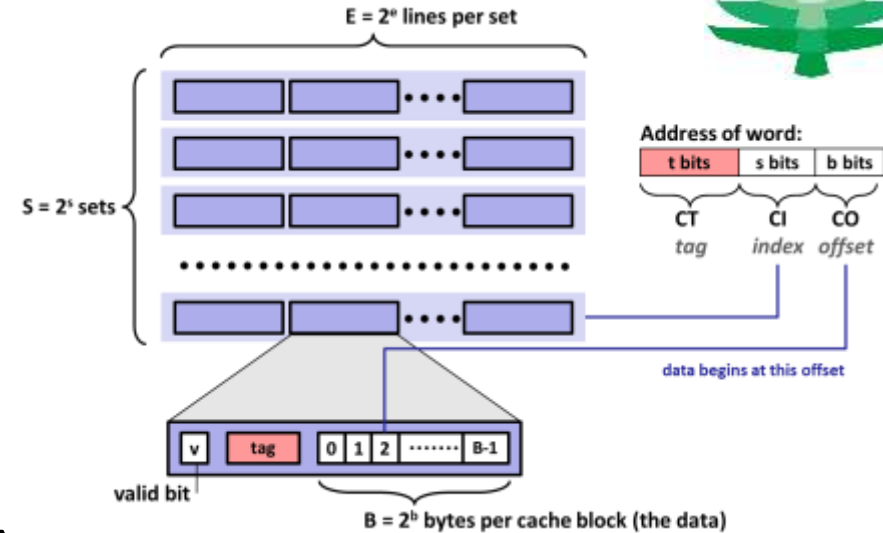 E = 2ᵉ lines per set
Address of word:
t bits s bits b bits
S = 2ˢ sets
CT CI CO
tag index offset
data begins at this offset
v tag 0 1 2 ······· B-1
valid bit
B = 2ᵇ bytes per cache block (the data)